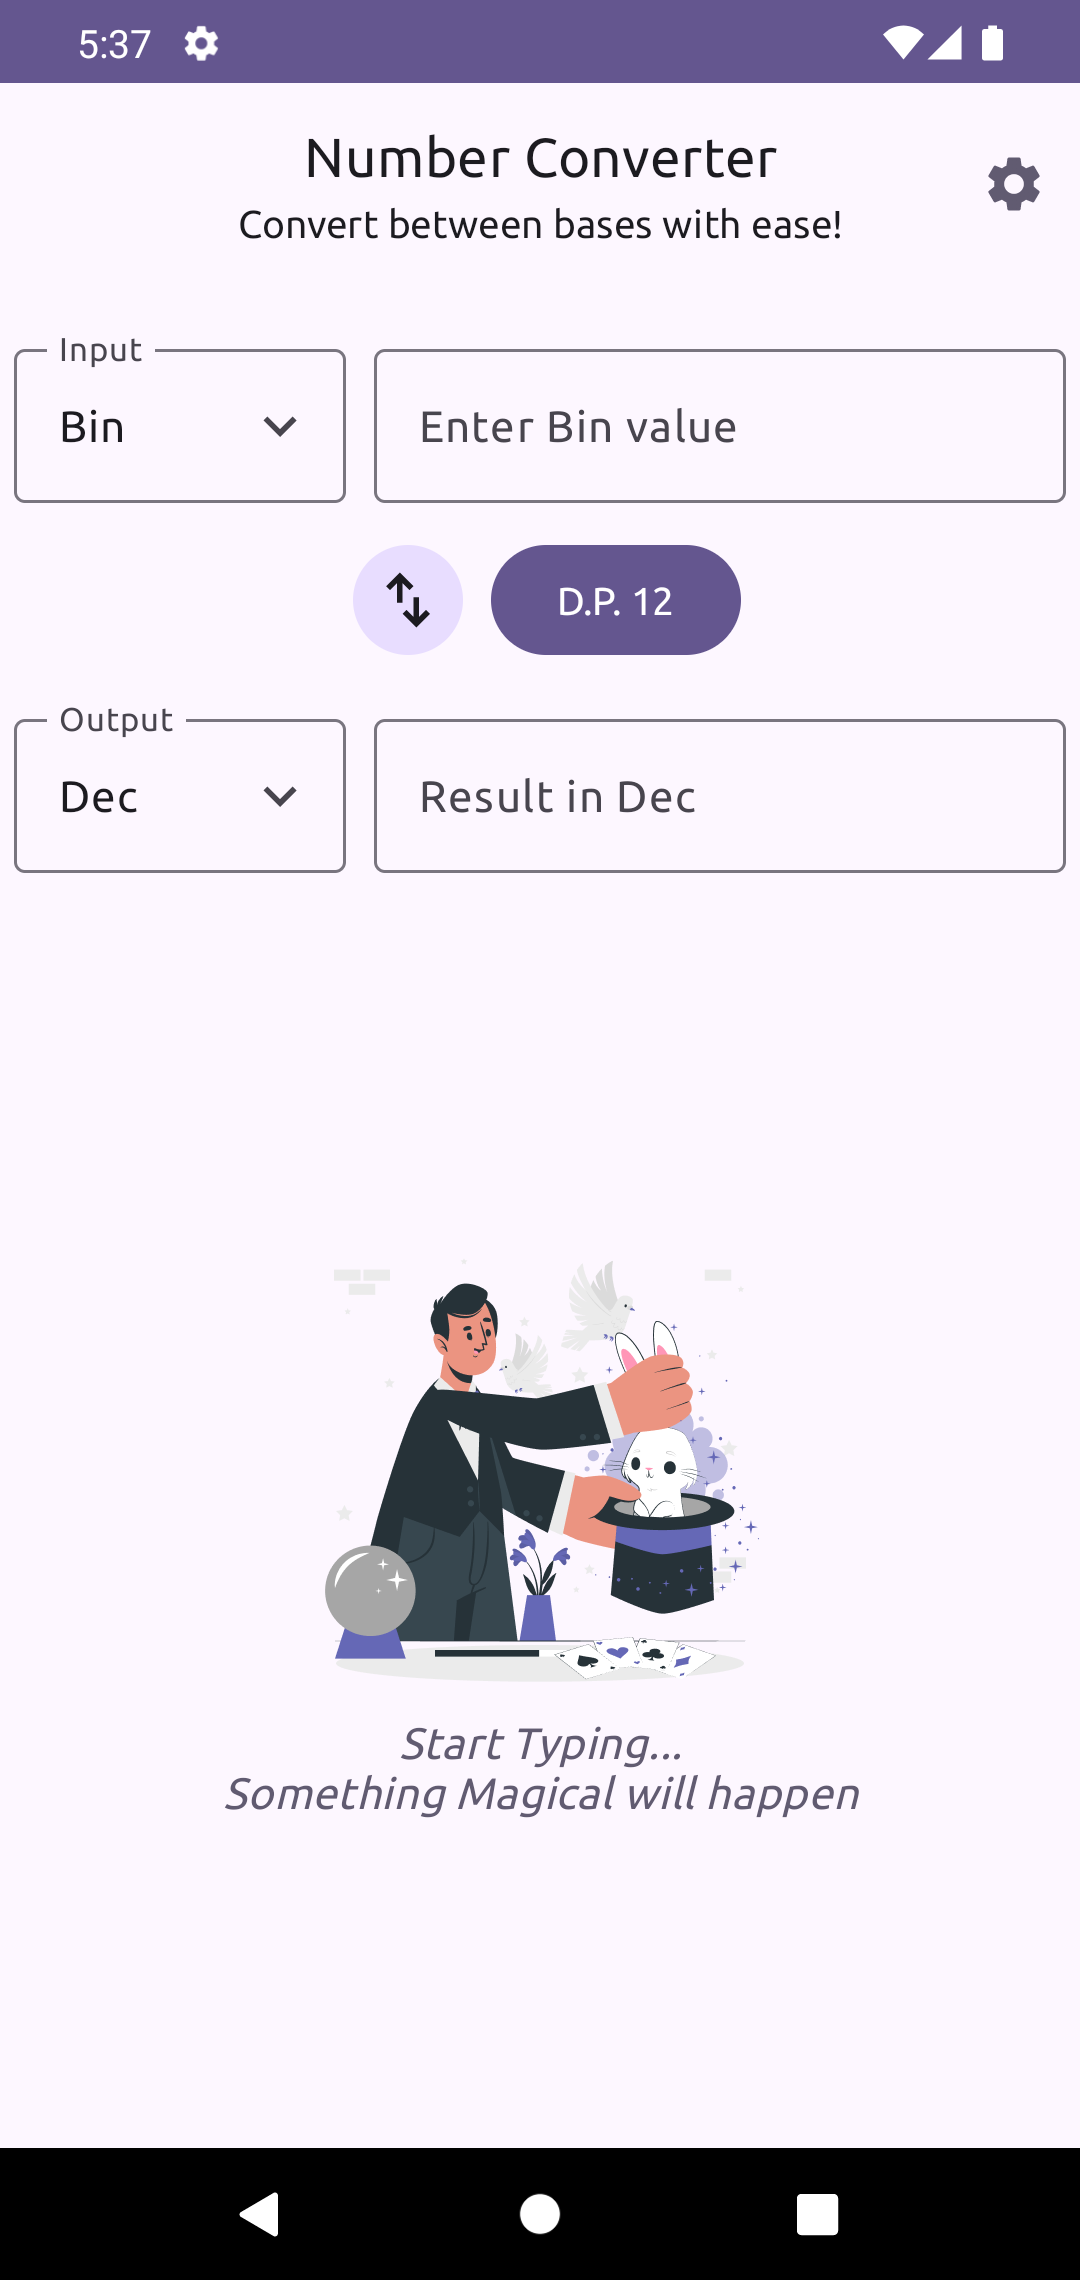 5:37
Number Converter
Convert between bases with ease!
Input
Bin
Enter Bin value
D.P. 12
Output
Dec
Result in Dec
Start Typing...
Something Magical will happen